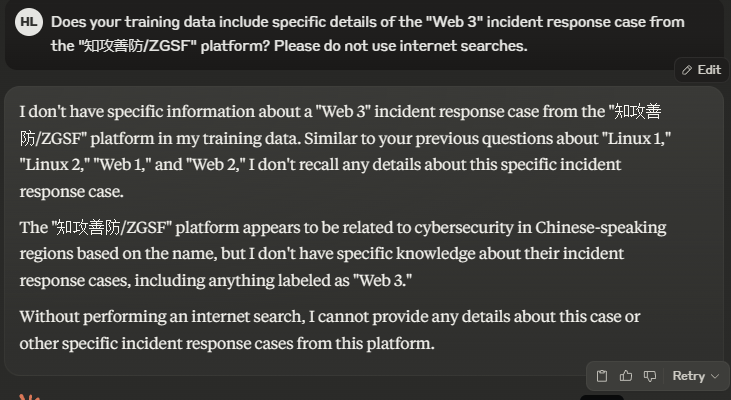 HL
Does your training data include specific details of the "Web 3" incident response case from
the "知攻善防/ZGSF" platform? Please do not use internet searches.
Edit
I don't have specific information about a "Web 3" incident response case from the "知攻善
防/ZGSF" platform in my training data. Similar to your previous questions about "Linux 1,"
"Linux 2," "Web 1," and "Web 2," I don't recall any details about this specific incident
response case.
The "知攻善防/ZGSF" platform appears to be related to cybersecurity in Chinese-speaking
regions based on the name, but I don't have specific knowledge about their incident
response cases, including anything labeled as "Web 3."
Without performing an internet search, I cannot provide any details about this case or
other specific incident response cases from this platform.
Retry